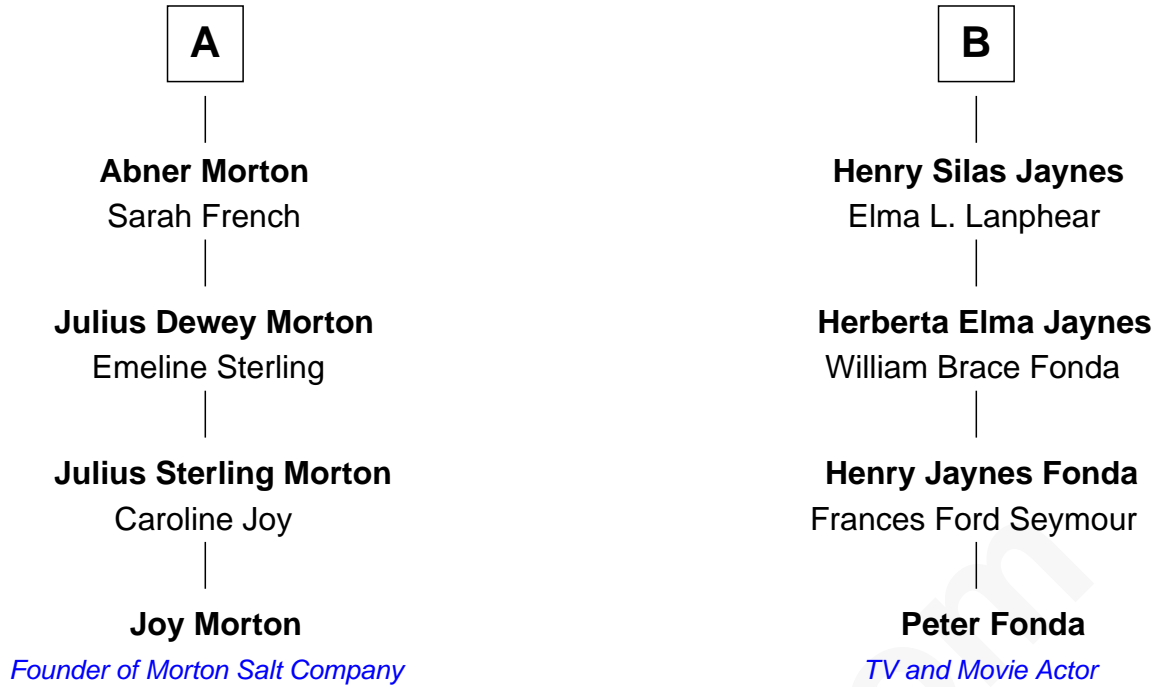 A
B
Abner Morton
Sarah French
Henry Silas Jaynes
Elma L. Lanphear
Julius Dewey Morton
Emeline Sterling
Herberta Elma Jaynes
William Brace Fonda
Julius Sterling Morton
Caroline Joy
Henry Jaynes Fonda
Frances Ford Seymour
Joy Morton
Founder of Morton Salt Company
Peter Fonda
TV and Movie Actor